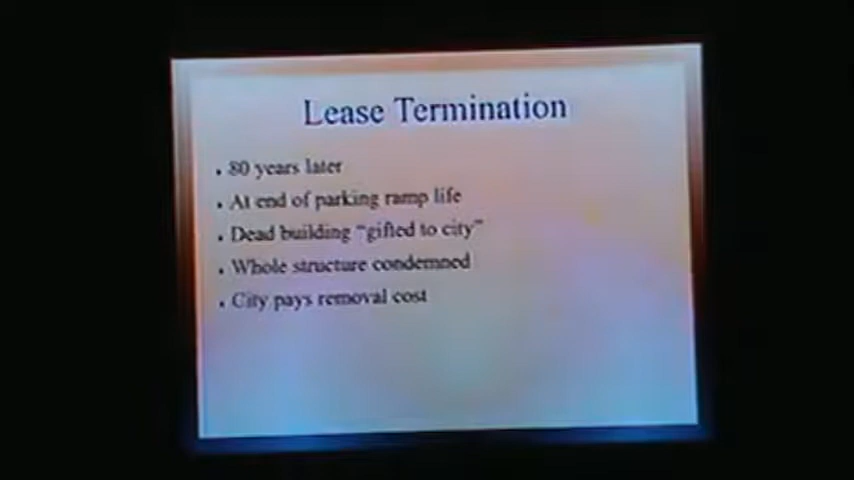 Lease Termination
• 80 years later
• At end of parking ramp life
• Dead building “gifted to city”
• Whole structure condemned
• City pays removal cost